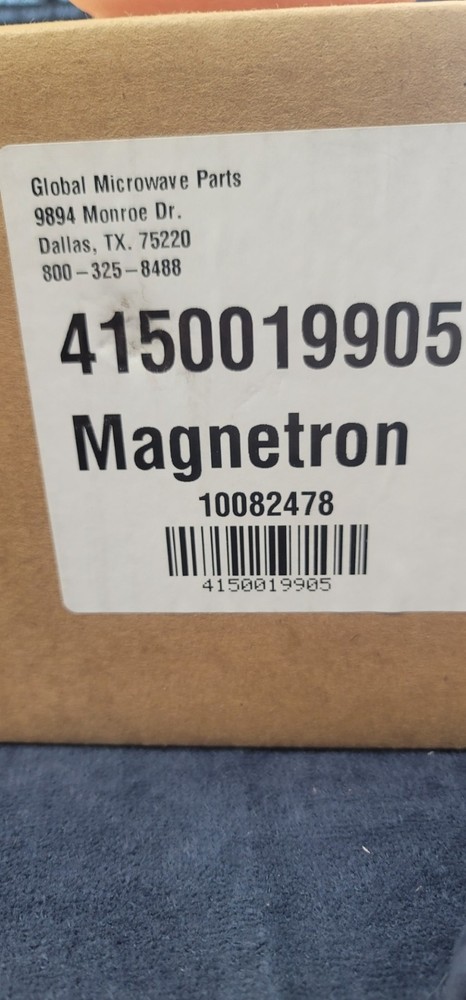 Global Microwave Parts
9894 Monroe Dr.
Dallas, TX. 75220
800-325-8488
4150019905
Magnetron
10082478
4150019905